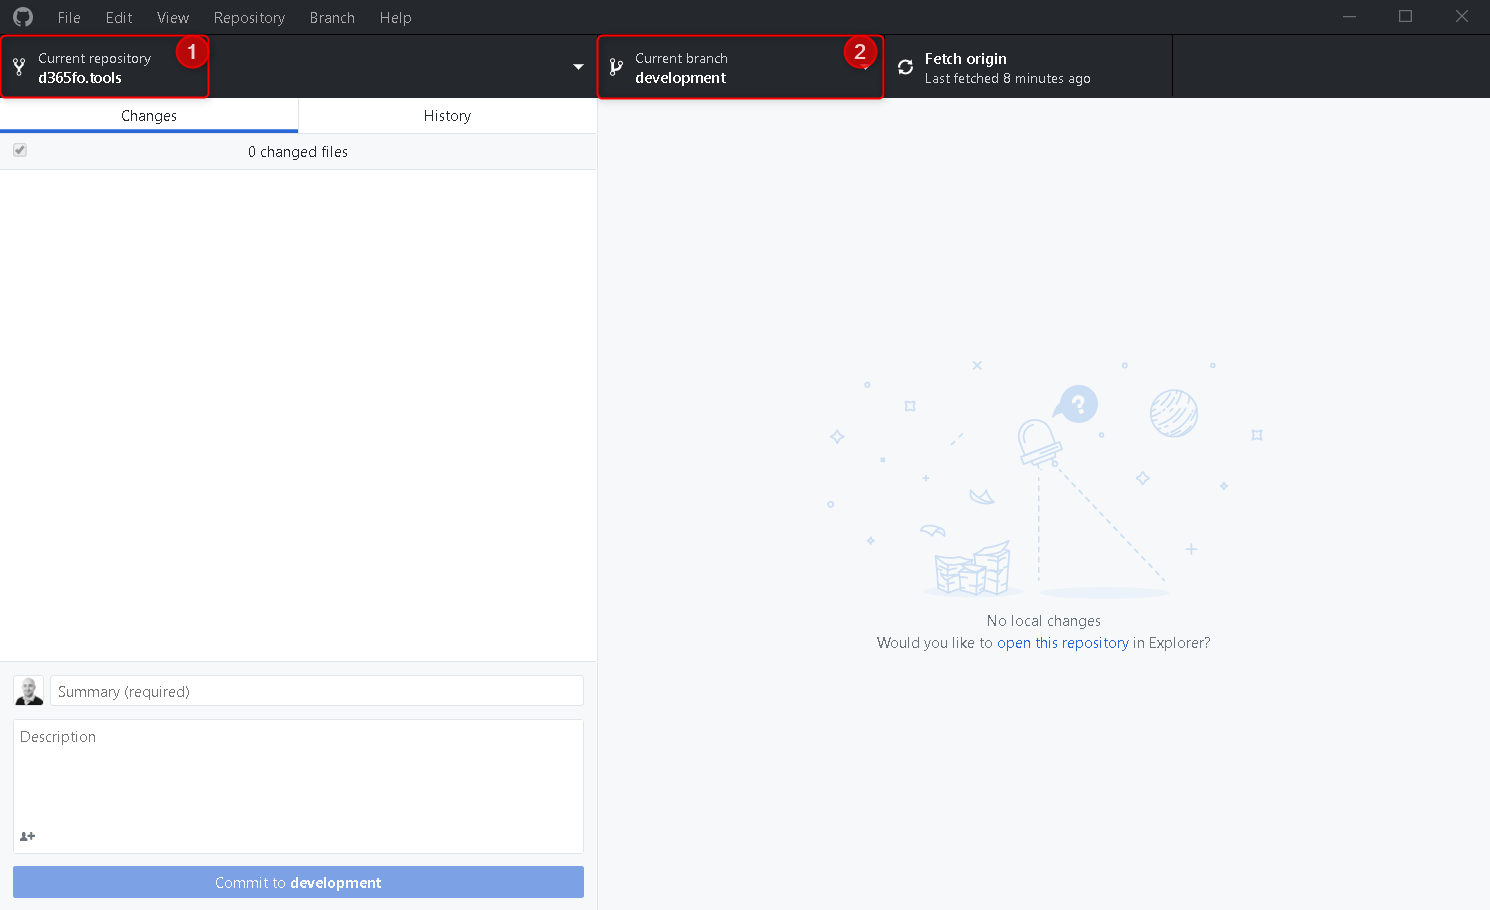 File Edit View Repository Branch Help
Current repository
d365fo.tools
1
Current branch
development
2
Fetch origin
Last fetched 8 minutes ago
Changes History
0 changed files
?
No local changes
Would you like to open this repository in Explorer?
Summary (required)
Description
Commit to development